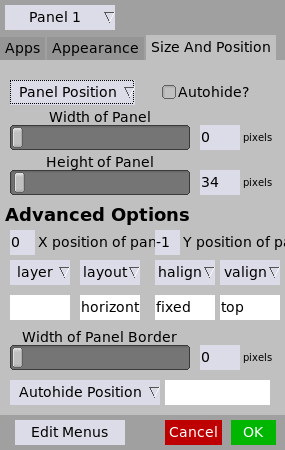 Panel 1
Apps Appearance Size And Position
Panel Position Autohide?
Width of Panel
0 pixels
Height of Panel
34 pixels
Advanced Options
0 X position of pan -1 Y position of pa
layer layout halign valign
horizont fixed top
Width of Panel Border
0 pixels
Autohide Position
Edit Menus Cancel OK